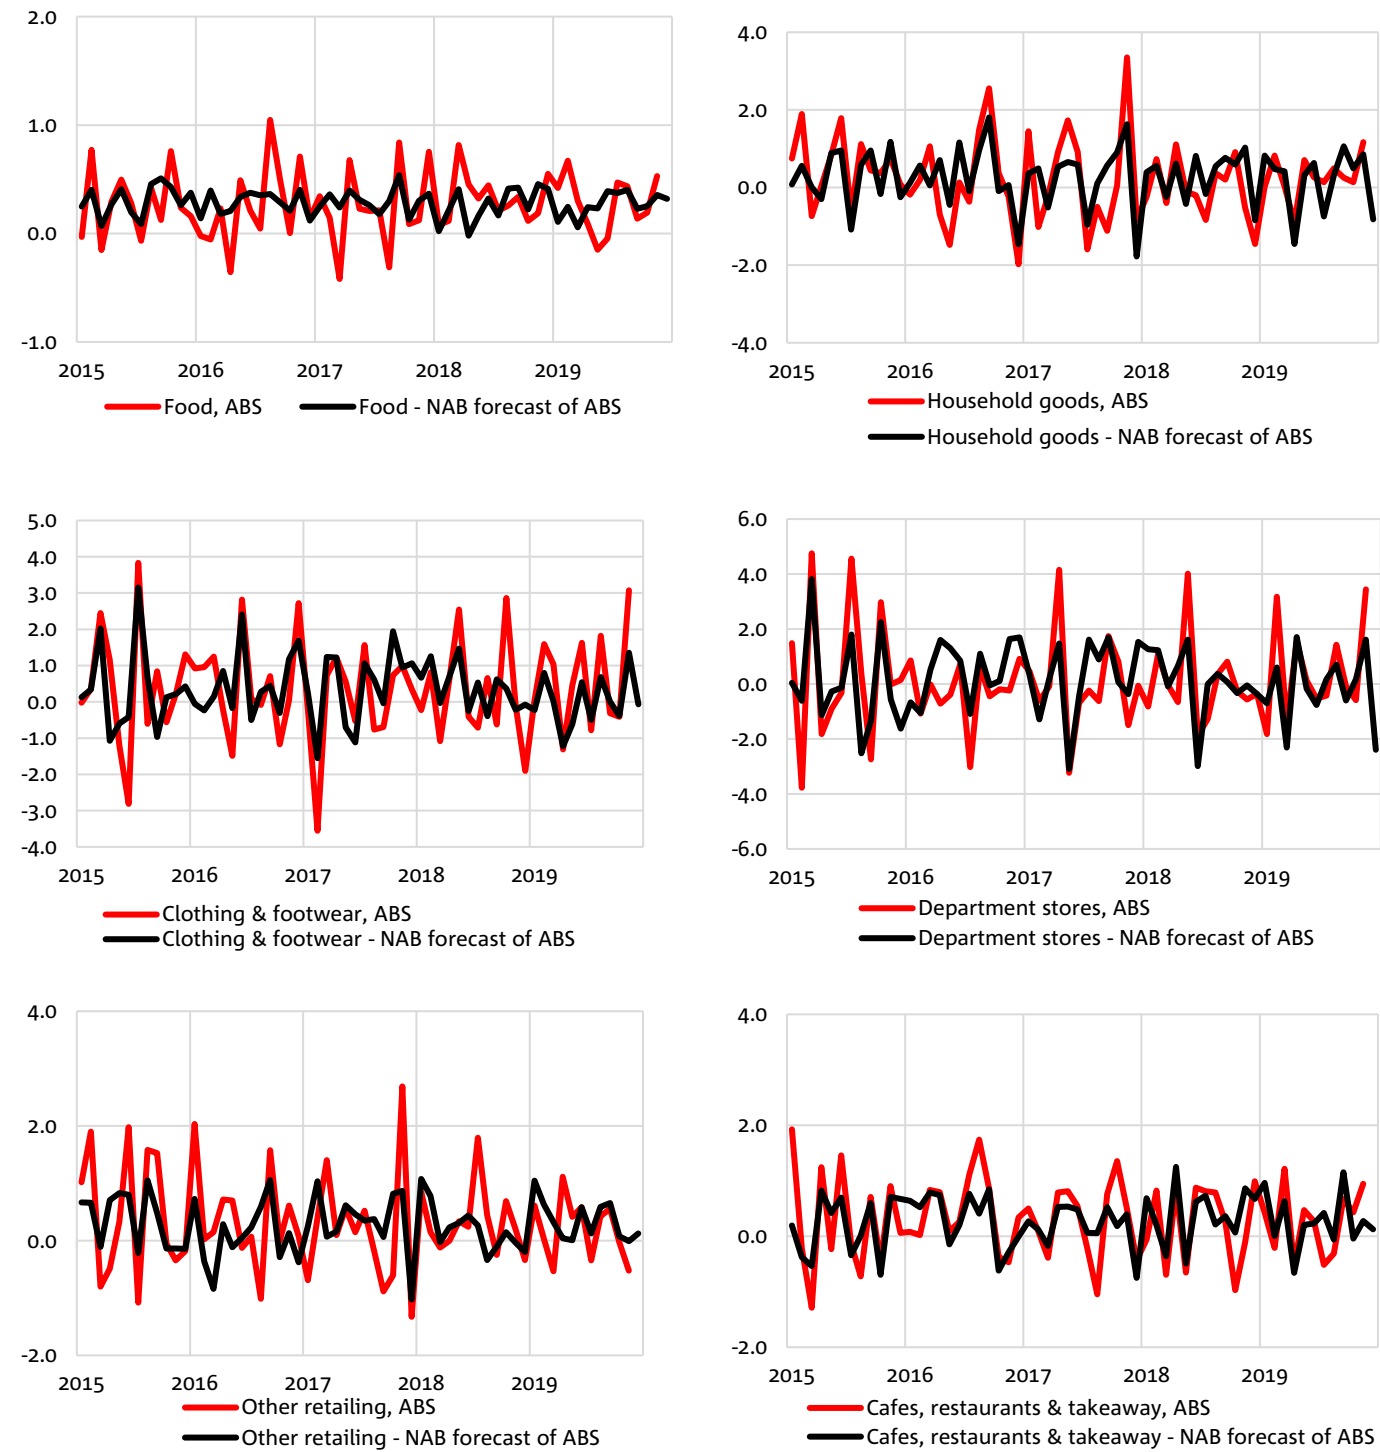 2.0
1.0
0.0
-1.0
2015 2016 2017 2018 2019
Food, ABS Food - NAB forecast of ABS
4.0
2.0
0.0
-2.0
-4.0
2015 2016 2017 2018 2019
Household goods, ABS
Household goods - NAB forecast of ABS
5.0
4.0
3.0
2.0
1.0
0.0
-1.0
-2.0
-3.0
-4.0
2015 2016 2017 2018 2019
Clothing & footwear, ABS
Clothing & footwear - NAB forecast of ABS
6.0
4.0
2.0
0.0
-2.0
-4.0
-6.0
2015 2016 2017 2018 2019
Department stores, ABS
Department stores - NAB forecast of ABS
4.0
2.0
0.0
-2.0
2015 2016 2017 2018 2019
Other retailing, ABS
Other retailing - NAB forecast of ABS
4.0
2.0
0.0
-2.0
2015 2016 2017 2018 2019
Cafes, restaurants & takeaway, ABS
Cafes, restaurants & takeaway - NAB forecast of ABS